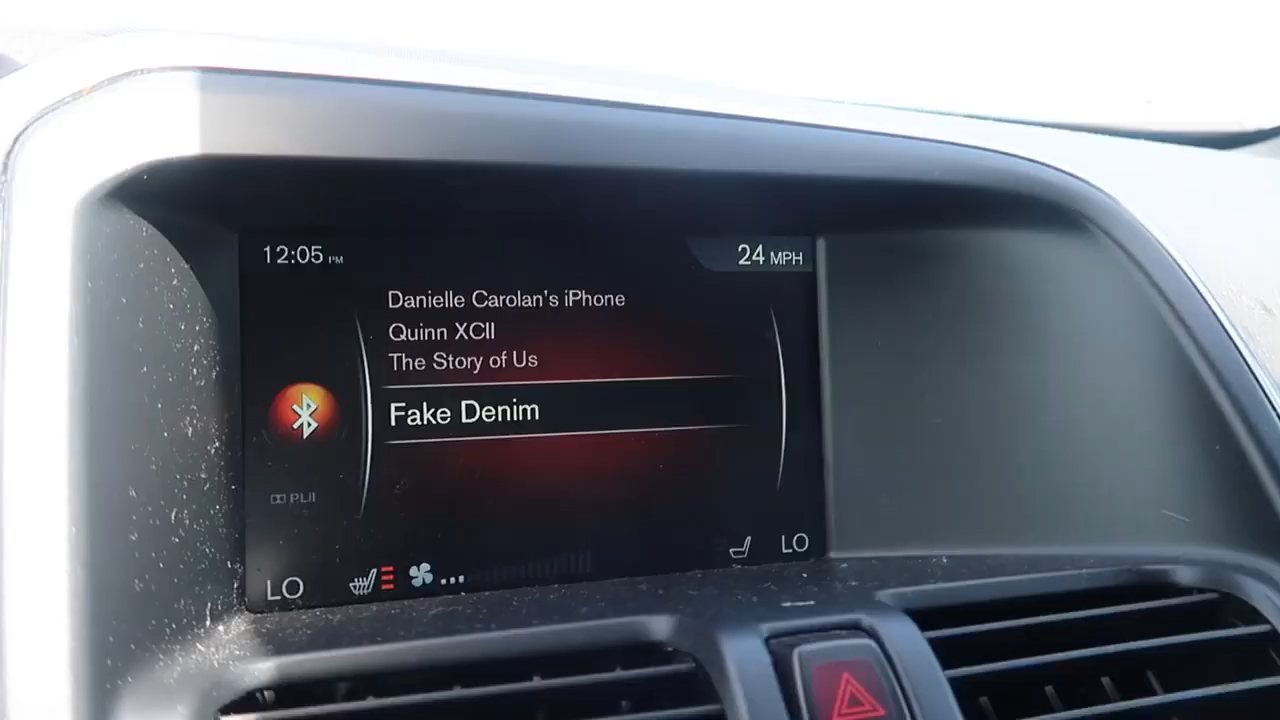 12:05 PM
24 MPH
Danielle Carolan's iPhone
Quinn XCII
The Story of Us
Fake Denim
PLII
LO
LO